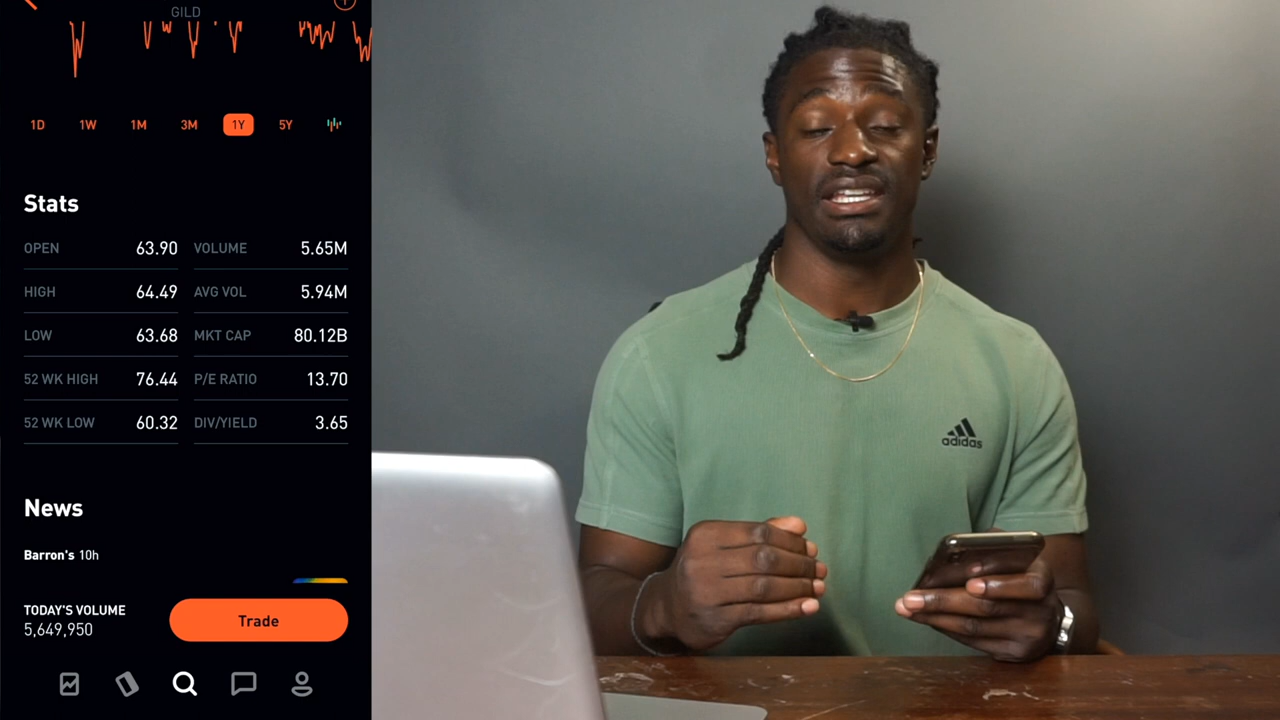 GILD
1D 1W 1M 3M 1Y 5Y
Stats
OPEN 63.90 VOLUME 5.65M
HIGH 64.49 AVG VOL 5.94M
LOW 63.68 MKT CAP 80.12B
52 WK HIGH 76.44 P/E RATIO 13.70
52 WK LOW 60.32 DIV/YIELD 3.65
News
Barron's 10h
TODAY'S VOLUME
5,649,950
Trade
adidas